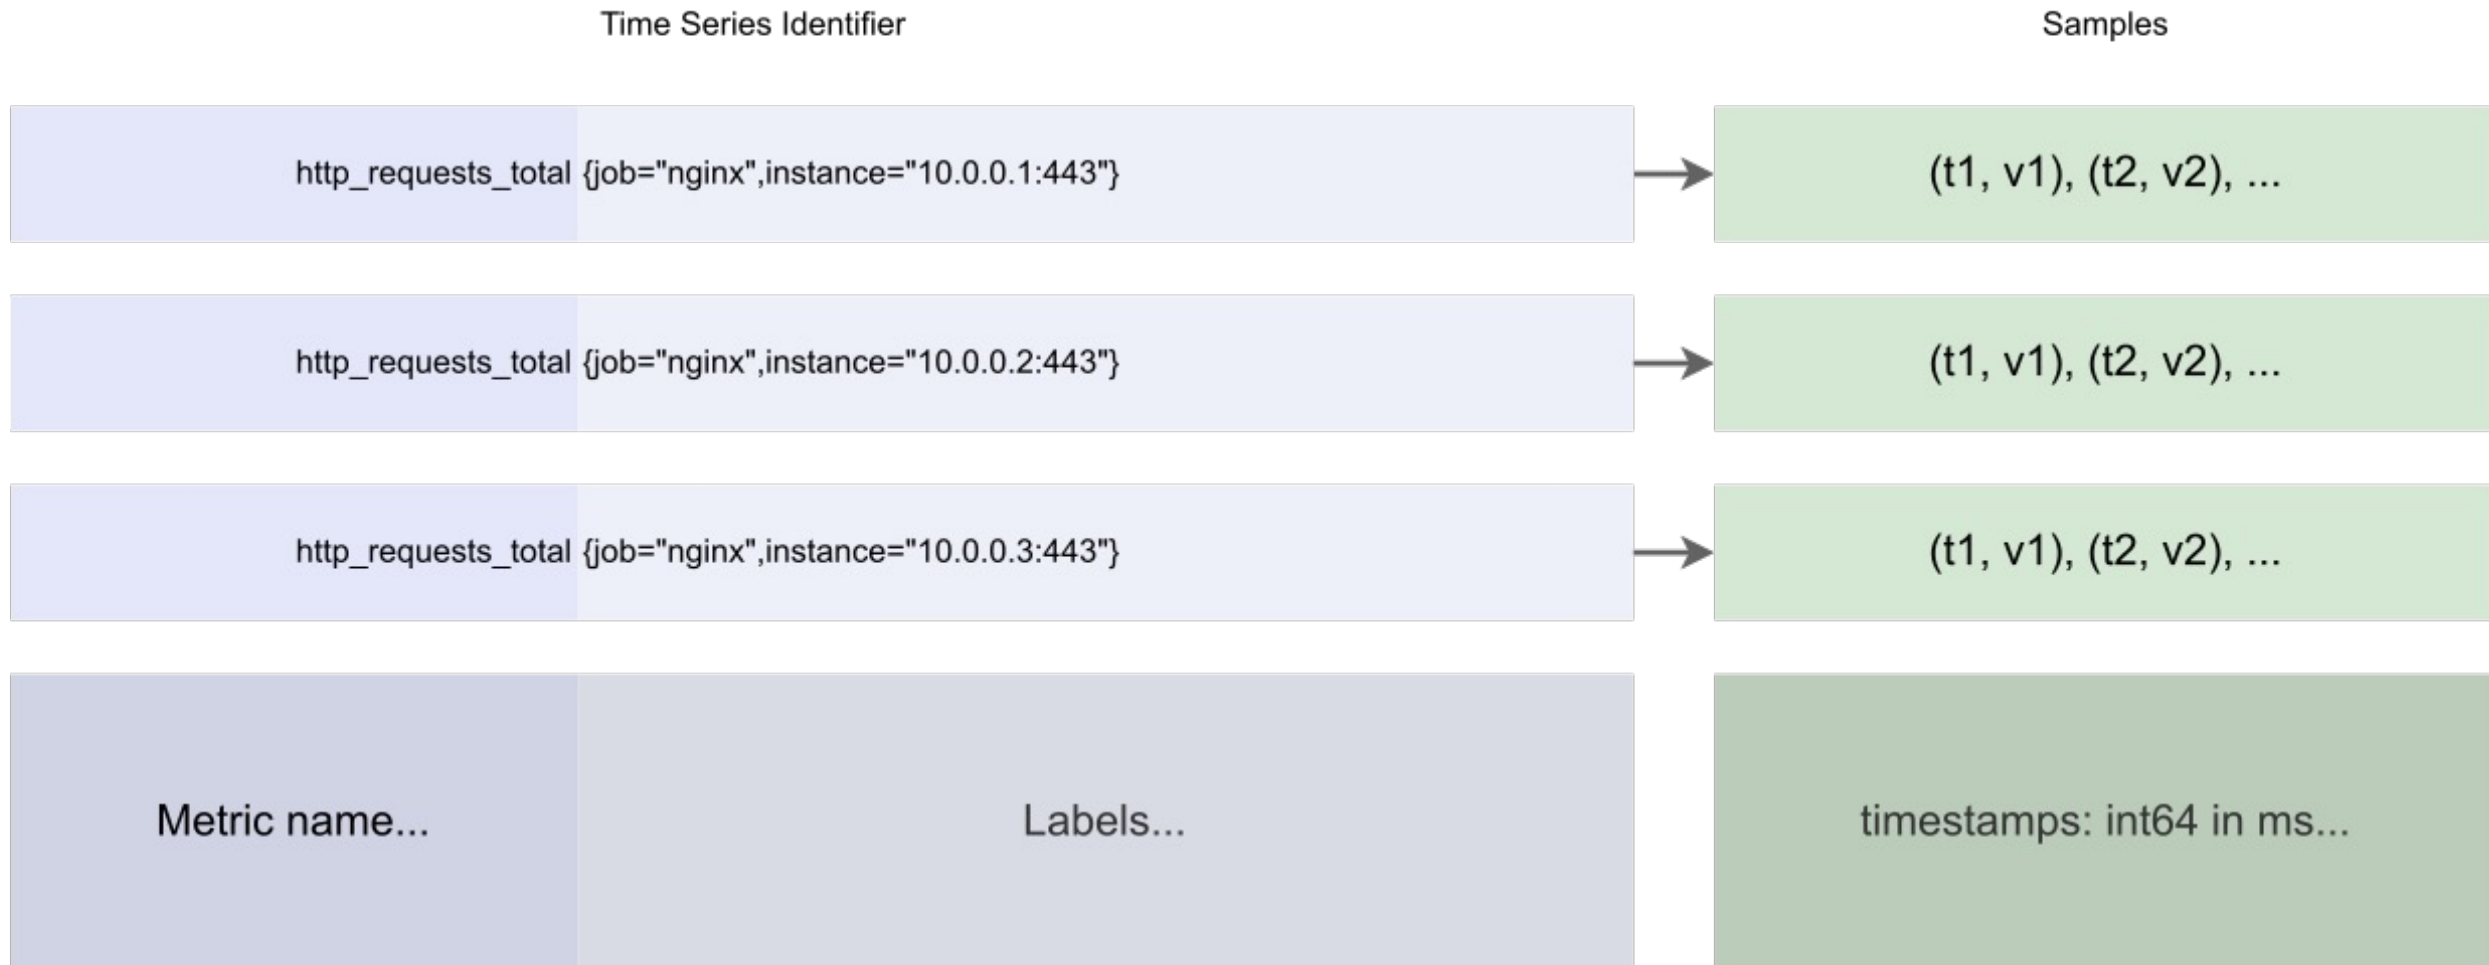 Time Series Identifier
Samples
http_requests_total {job="nginx",instance="10.0.0.1:443"}
(t1, v1), (t2, v2), ...
http_requests_total {job="nginx",instance="10.0.0.2:443"}
(t1, v1), (t2, v2), ...
http_requests_total {job="nginx",instance="10.0.0.3:443"}
(t1, v1), (t2, v2), ...
Metric name...
Labels...
timestamps: int64 in ms...